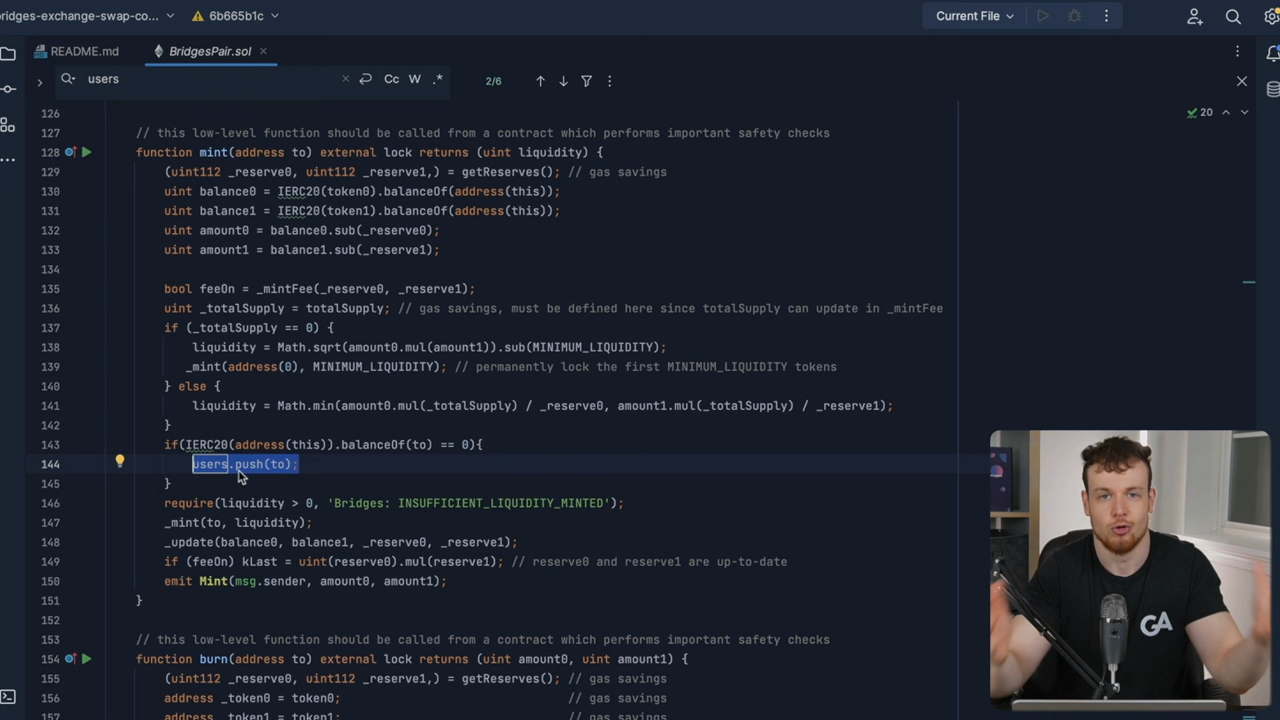 ridges-exchange-swap-co...
6b665b1c
Current File
README.md
BridgesPair.sol
users
Cc
W
.*
2/6
20
126
127 // this low-level function should be called from a contract which performs important safety checks
128 function mint(address to) external lock returns (uint liquidity) {
129 (uint112 _reserve0, uint112 _reserve1,) = getReserves(); // gas savings
130 uint balance0 = IERC20(token0).balanceOf(address(this));
131 uint balance1 = IERC20(token1).balanceOf(address(this));
132 uint amount0 = balance0.sub(_reserve0);
133 uint amount1 = balance1.sub(_reserve1);
134
135 bool feeOn = _mintFee(_reserve0, _reserve1);
136 uint _totalSupply = totalSupply; // gas savings, must be defined here since totalSupply can update in _mintFee
137 if (_totalSupply == 0) {
138 liquidity = Math.sqrt(amount0.mul(amount1)).sub(MINIMUM_LIQUIDITY);
139 _mint(address(0), MINIMUM_LIQUIDITY); // permanently lock the first MINIMUM_LIQUIDITY tokens
140 } else {
141 liquidity = Math.min(amount0.mul(_totalSupply) / _reserve0, amount1.mul(_totalSupply) / _reserve1);
142 }
143 if(IERC20(address(this)).balanceOf(to) == 0){
144 users.push(to);
145 }
146 require(liquidity > 0, 'Bridges: INSUFFICIENT_LIQUIDITY_MINTED');
147 _mint(to, liquidity);
148 _update(balance0, balance1, _reserve0, _reserve1);
149 if (feeOn) kLast = uint(reserve0).mul(reserve1); // reserve0 and reserve1 are up-to-date
150 emit Mint(msg.sender, amount0, amount1);
151 }
152
153 // this low-level function should be called from a contract which performs important safety checks
154 function burn(address to) external lock returns (uint amount0, uint amount1) {
155 (uint112 _reserve0, uint112 _reserve1,) = getReserves(); // gas savings
156 address _token0 = token0; // gas savings
157 address _token1 = token1; // gas savings
GA